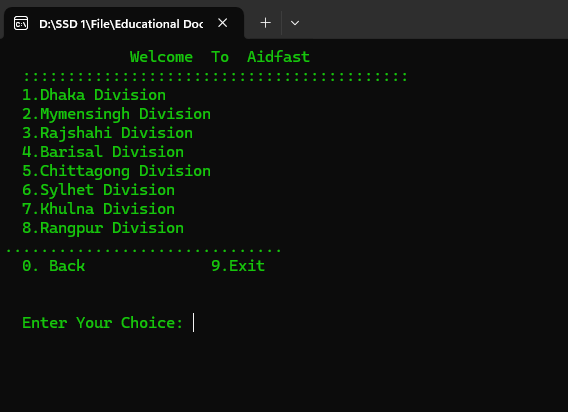 D:\SSD 1\File\Educational Doc
Welcome To Aidfast
:::::::::::::::::::::::::::::::::::::::::::
1.Dhaka Division
2.Mymensingh Division
3.Rajshahi Division
4.Barisal Division
5.Chittagong Division
6.Sylhet Division
7.Khulna Division
8.Rangpur Division
...............................
0. Back 9.Exit
Enter Your Choice: